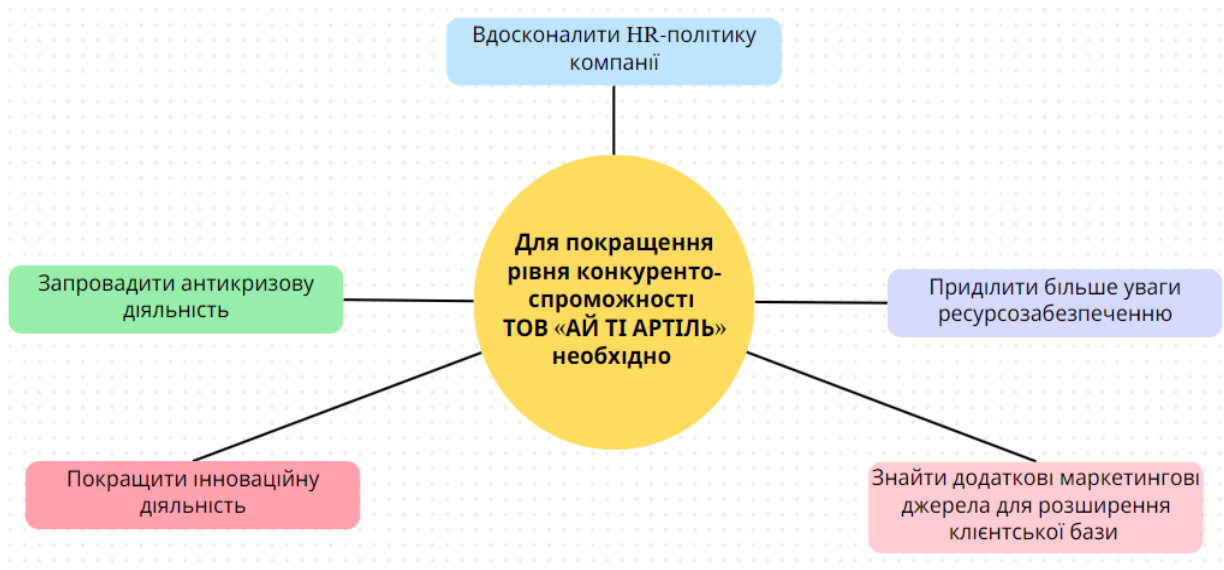 Вдосконалити HR-політику
компанії
Для покращення
рівня конкуренто-
спроможності
ТОВ «АЙ ТІ АРТІЛЬ»
необхідно
Запровадити антикризову
діяльність
Приділити більше уваги
ресурсозабезпеченню
Покращити інноваційну
діяльність
Знайти додаткові маркетингові
джерела для розширення
клієнтської бази